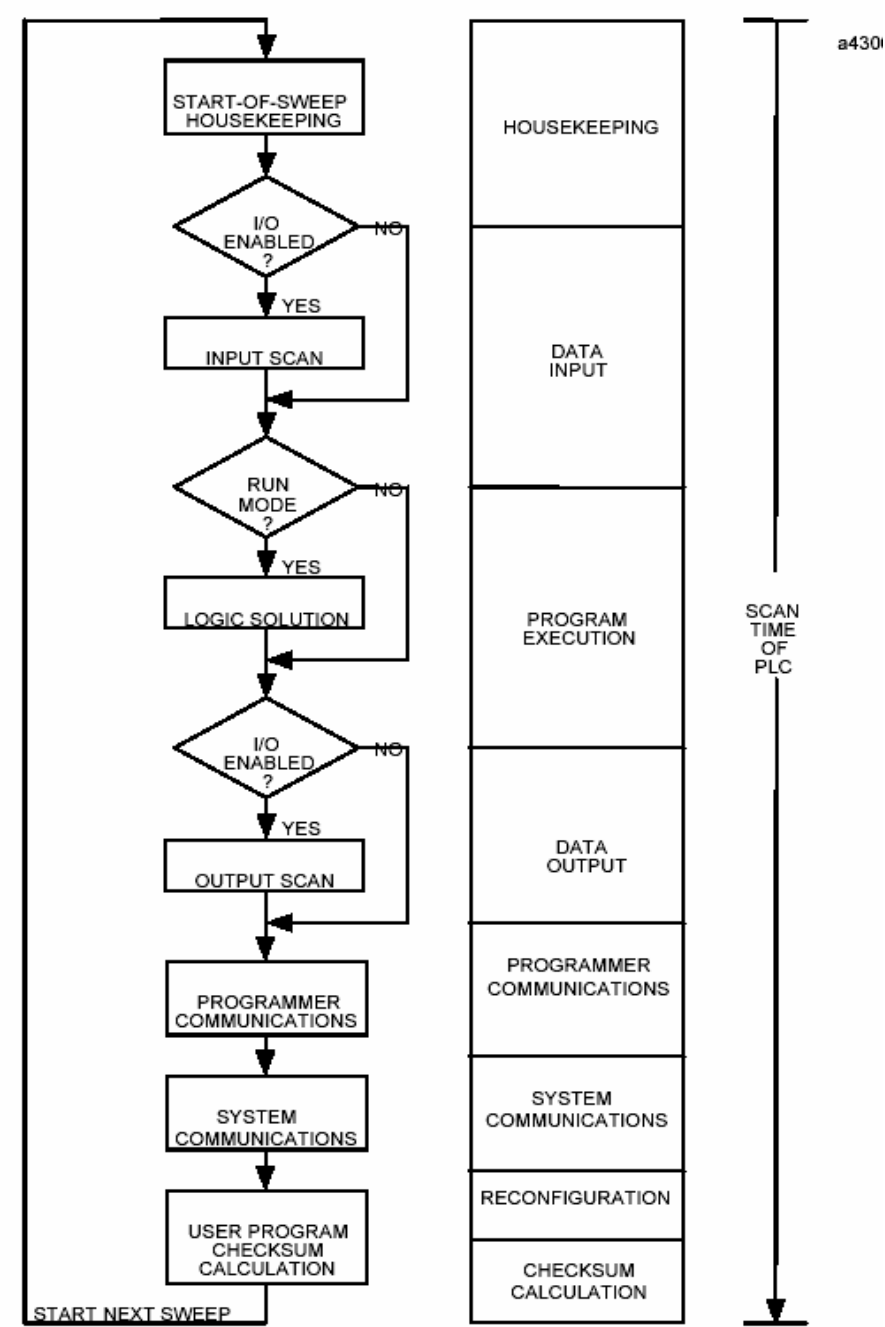 a430
START-OF-SWEEP
HOUSEKEEPING
I/O
ENABLED
?
NO
YES
INPUT SCAN
RUN
MODE
?
NO
YES
LOGIC SOLUTION
I/O
ENABLED
?
NO
YES
OUTPUT SCAN
PROGRAMMER
COMMUNICATIONS
SYSTEM
COMMUNICATIONS
USER PROGRAM
CHECKSUM
CALCULATION
START NEXT SWEEP
HOUSEKEEPING
DATA
INPUT
PROGRAM
EXECUTION
DATA
OUTPUT
PROGRAMMER
COMMUNICATIONS
SYSTEM
COMMUNICATIONS
RECONFIGURATION
CHECKSUM
CALCULATION
SCAN
TIME
OF
PLC